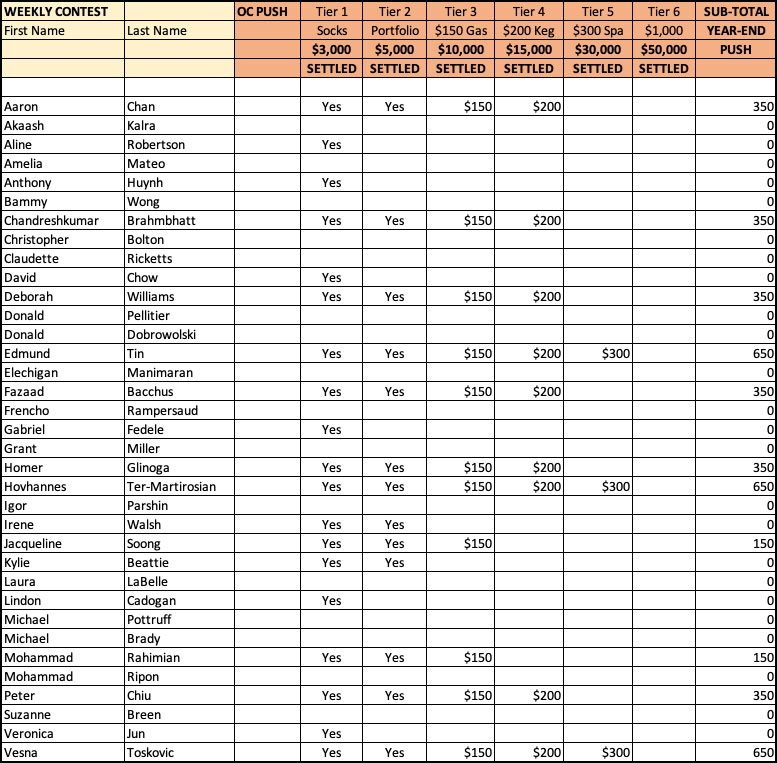 WEEKLY CONTEST OC PUSH Tier 1 Tier 2 Tier 3 Tier 4 Tier 5 Tier 6 SUB-TOTAL
First Name Last Name Socks Portfolio $150 Gas $200 Keg $300 Spa $1,000 YEAR-END
$3,000 $5,000 $10,000 $15,000 $30,000 $50,000 PUSH
SETTLED SETTLED SETTLED SETTLED SETTLED SETTLED
Aaron Chan Yes Yes $150 $200 350
Akaash Kalra 0
Aline Robertson Yes 0
Amelia Mateo 0
Anthony Huynh Yes 0
Bammy Wong 0
Chandreshkumar Brahmbhatt Yes Yes $150 $200 350
Christopher Bolton 0
Claudette Ricketts 0
David Chow Yes 0
Deborah Williams Yes Yes $150 $200 350
Donald Pellitier 0
Donald Dobrowolski 0
Edmund Tin Yes Yes $150 $200 $300 650
Elechigan Manimaran 0
Fazaad Bacchus Yes Yes $150 $200 350
Frencho Rampersaud 0
Gabriel Fedele Yes 0
Grant Miller 0
Homer Glinoga Yes Yes $150 $200 350
Hovhannes Ter-Martirosian Yes Yes $150 $200 $300 650
Igor Parshin 0
Irene Walsh Yes Yes 0
Jacqueline Soong Yes Yes $150 150
Kylie Beattie Yes Yes 0
Laura LaBelle 0
Lindon Cadogan Yes 0
Michael Pottruff 0
Michael Brady 0
Mohammad Rahimian Yes Yes $150 150
Mohammad Ripon 0
Peter Chiu Yes Yes $150 $200 350
Suzanne Breen 0
Veronica Jun Yes 0
Vesna Toskovic Yes Yes $150 $200 $300 650